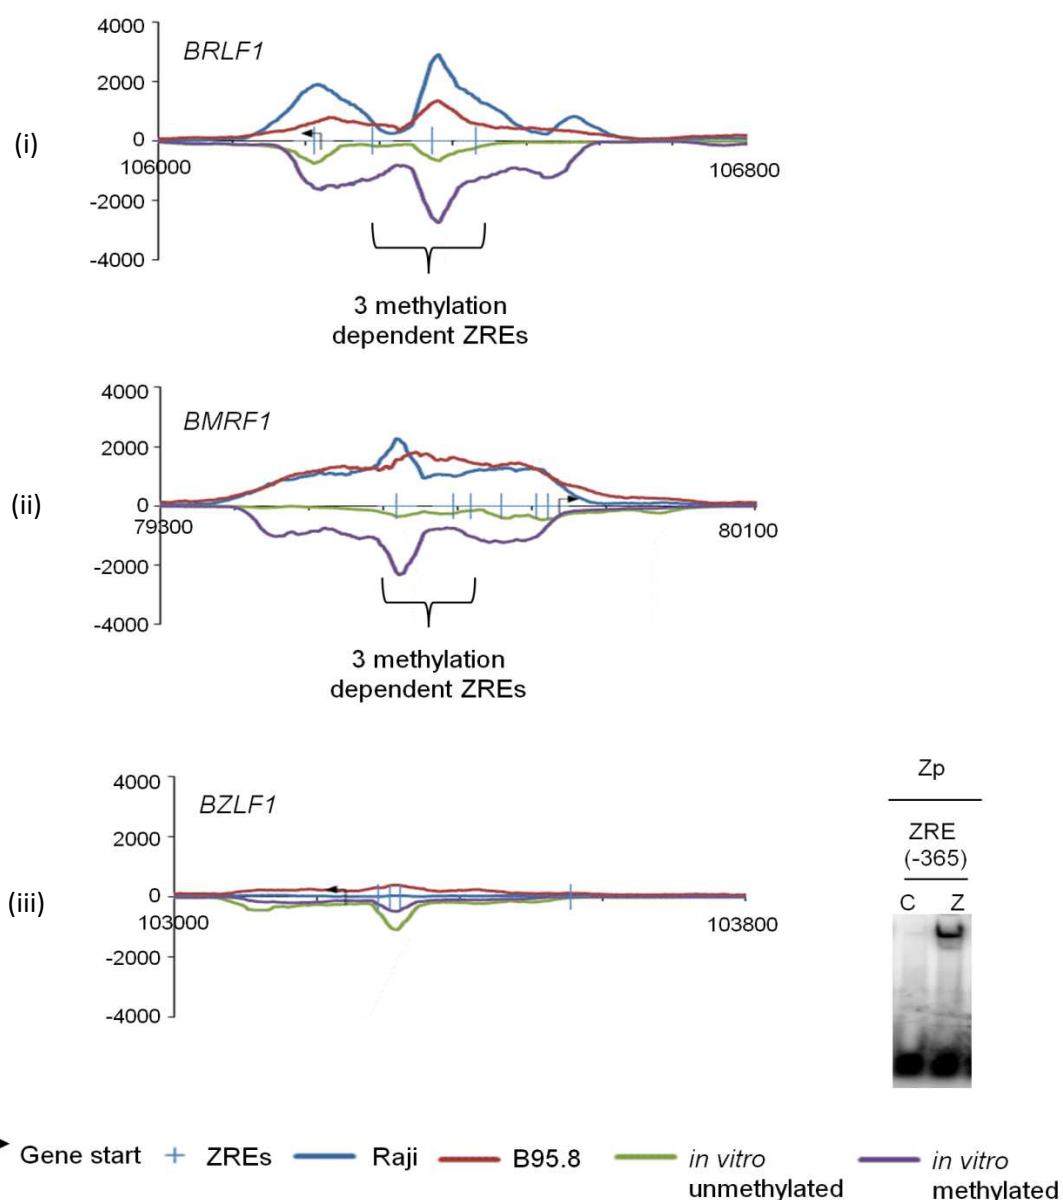 (i)
BRLF1
4000
2000
0
-2000
-4000
106000
106800
3 methylation
dependent ZREs
(ii)
BMRF1
4000
2000
0
-2000
-4000
79300
80100
3 methylation
dependent ZREs
(iii)
BZLF1
4000
2000
0
-2000
-4000
103000
103800
Zp
ZRE
(-365)
C Z
Gene start ZREs Raji B95.8 in vitro unmethylated in vitro methylated